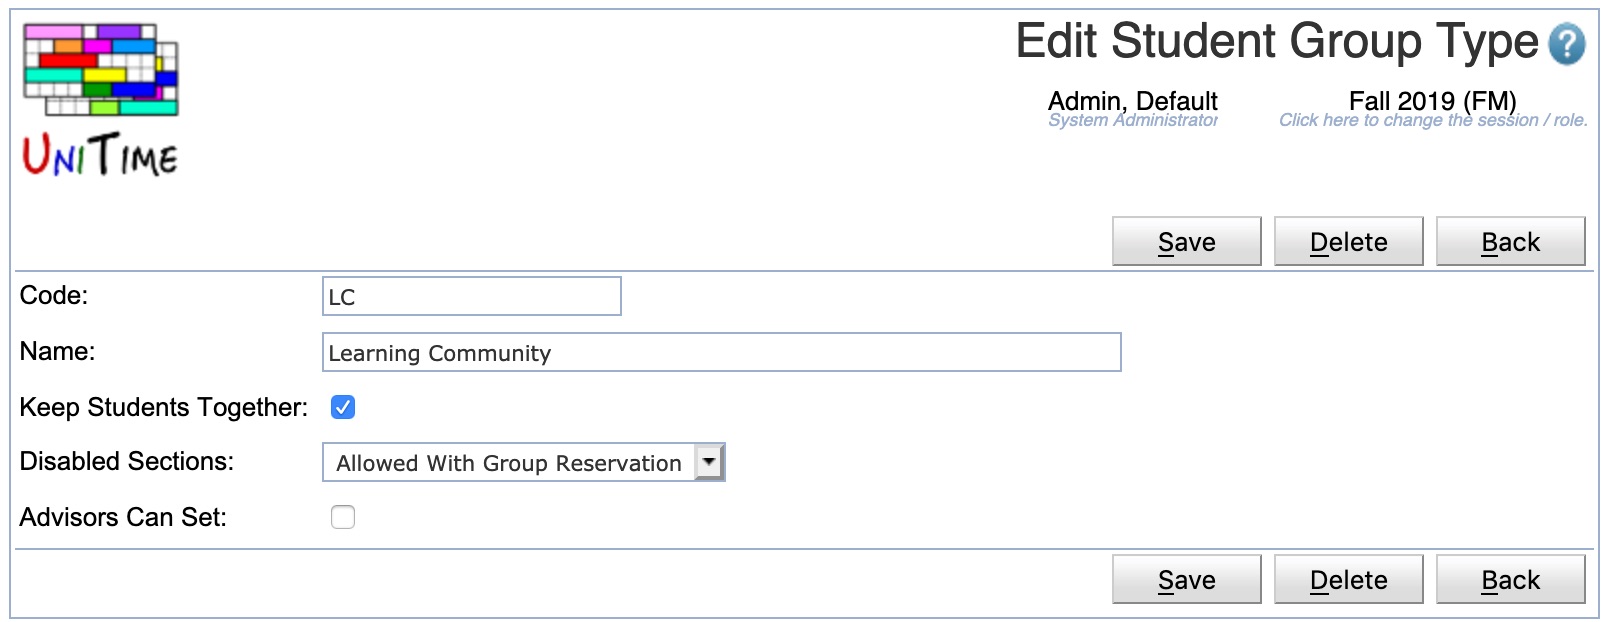 Edit Student Group Type ?
Admin, Default Fall 2019 (FM)
System Administrator Click here to change the session / role.
UNITIME
Save Delete Back
Code: LC
Name: Learning Community
Keep Students Together:
Disabled Sections: Allowed With Group Reservation
Advisors Can Set:
Save Delete Back